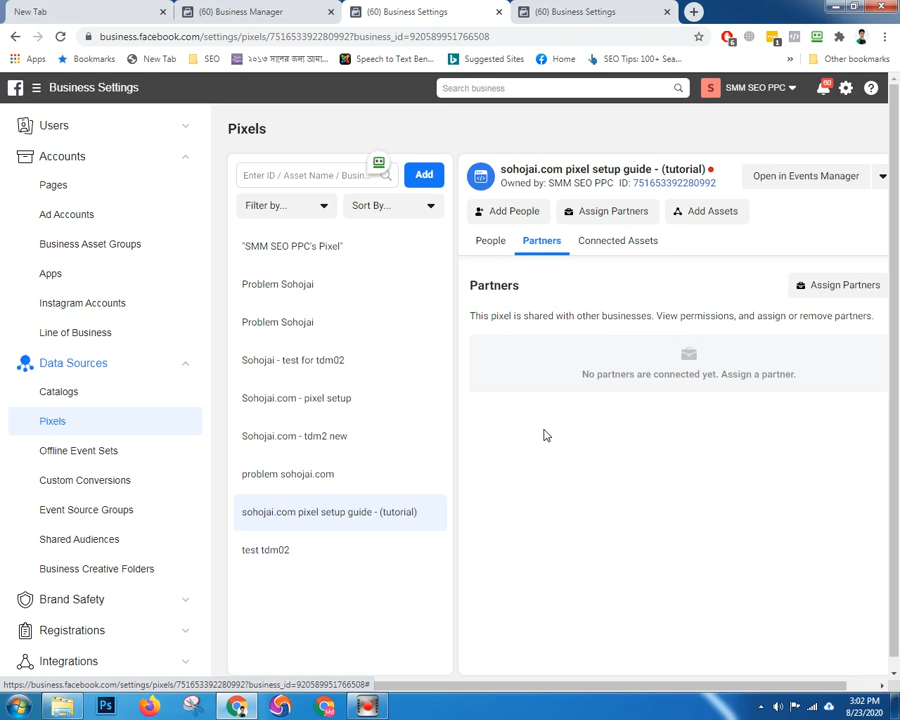 New Tab
(60) Business Manager
(60) Business Settings
(60) Business Settings
business.facebook.com/settings/pixels/751653392280992?business_id=920589951766508
6
1
Apps
Bookmarks
New Tab
SEO
২০১৩ সালের জন্য আমা...
Speech to Text Ben...
Suggested Sites
Home
SEO Tips: 100+ Sea...
»
Other bookmarks
Business Settings
Search business
S
SMM SEO PPC
60
Users
Accounts
Pages
Ad Accounts
Business Asset Groups
Apps
Instagram Accounts
Line of Business
Data Sources
Catalogs
Pixels
Offline Event Sets
Custom Conversions
Event Source Groups
Shared Audiences
Business Creative Folders
Brand Safety
Registrations
Integrations
Pixels
Enter ID / Asset Name / Busin...
Add
Filter by...
Sort By...
"SMM SEO PPC's Pixel"
Problem Sohojai
Problem Sohojai
Sohojai - test for tdm02
Sohojai.com - pixel setup
Sohojai.com - tdm2 new
problem sohojai.com
sohojai.com pixel setup guide - (tutorial)
test tdm02
sohojai.com pixel setup guide - (tutorial)
Owned by: SMM SEO PPC ID: 751653392280992
Open in Events Manager
Add People
Assign Partners
Add Assets
People
Partners
Connected Assets
Partners
Assign Partners
This pixel is shared with other businesses. View permissions, and assign or remove partners.
No partners are connected yet. Assign a partner.
https://business.facebook.com/settings/pixels/751653392280992?business_id=920589951766508#
Ps
3:02 PM
8/23/2020